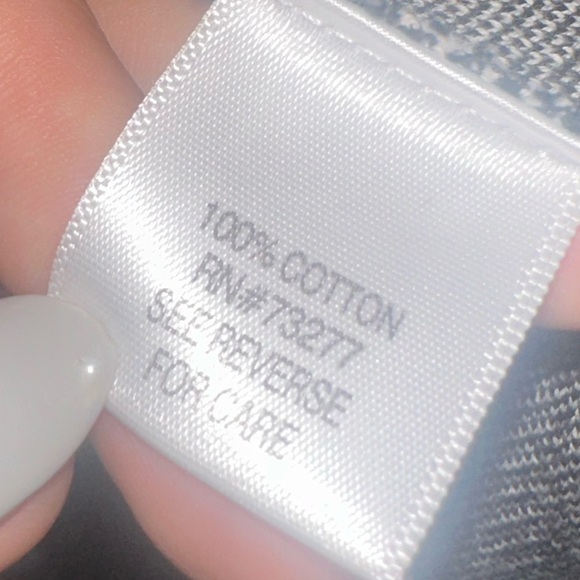 100% COTTON
RN#73277
SEE REVERSE
FOR CARE